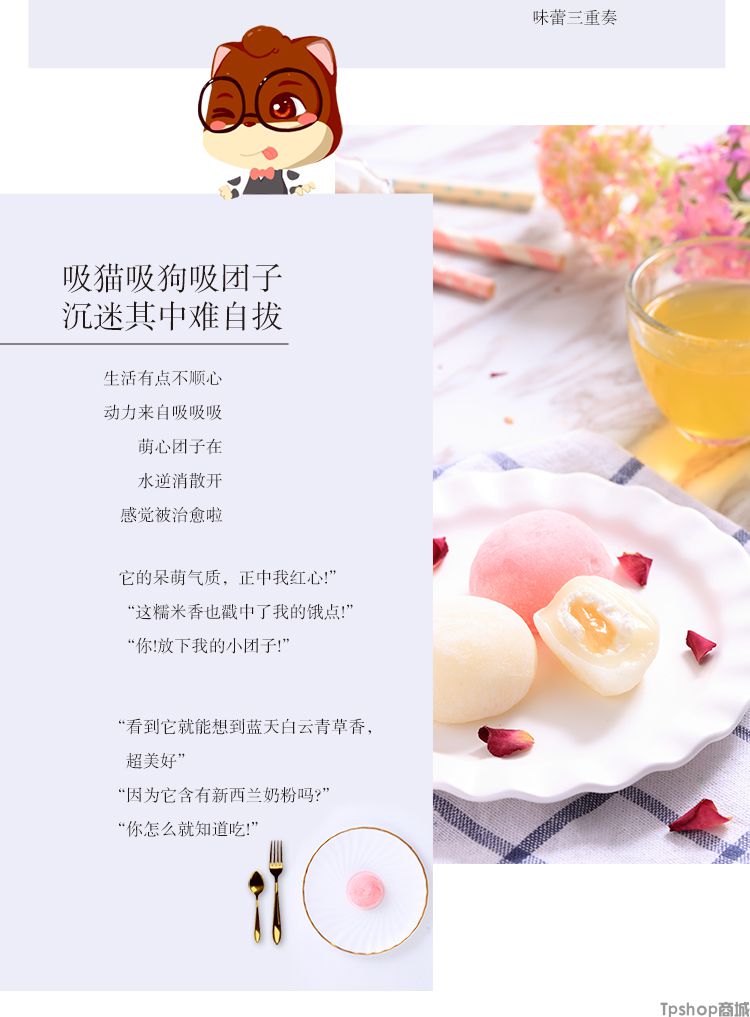 味蕾三重奏
吸猫吸狗吸团子
沉迷其中难自拔
生活有点不顺心
动力来自吸吸吸
萌心团子在
水逆消散开
感觉被治愈啦
它的呆萌气质，正中我红心!”
“这糯米香也戳中了我的饿点!”
“你!放下我的小团子!”
“看到它就能想到蓝天白云青草香，
超美好”
“因为它含有新西兰奶粉吗?”
“你怎么就知道吃!”
Tpshop商城